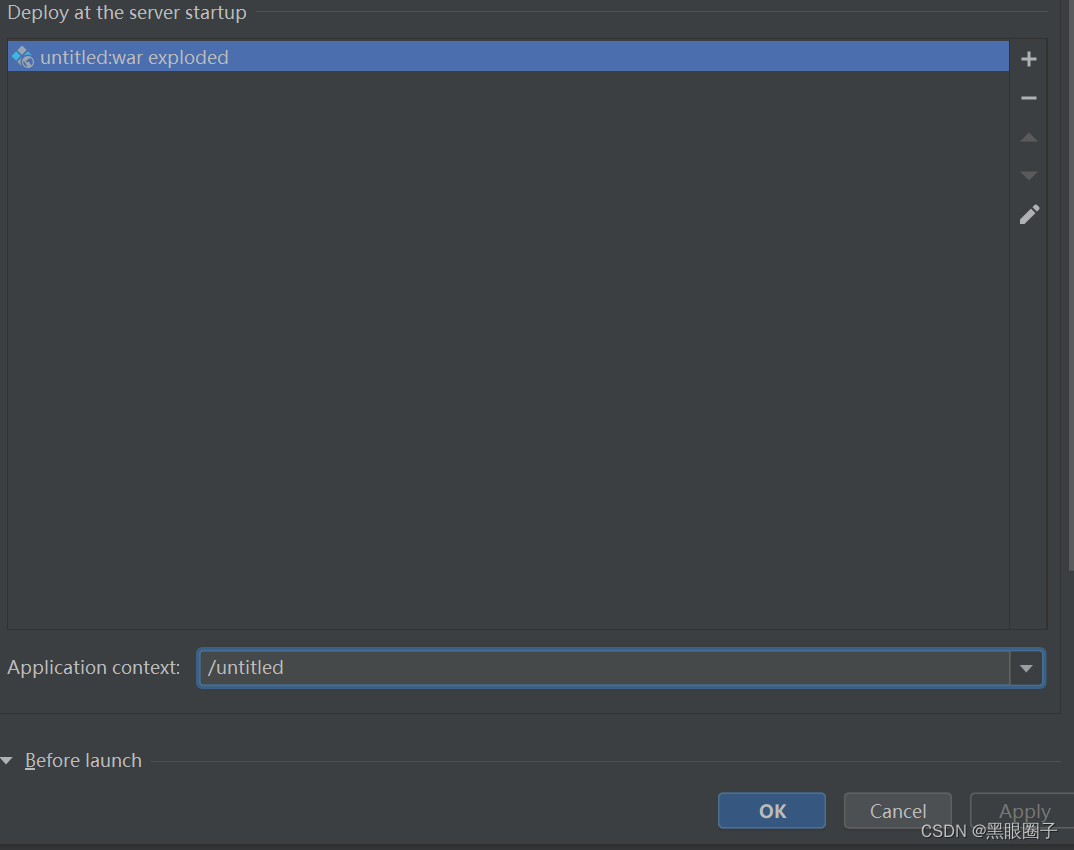 Deploy at the server startup
untitled:war exploded
Application context: /untitled
Before launch
OK Cancel Apply
CSDN @黑眼圈子